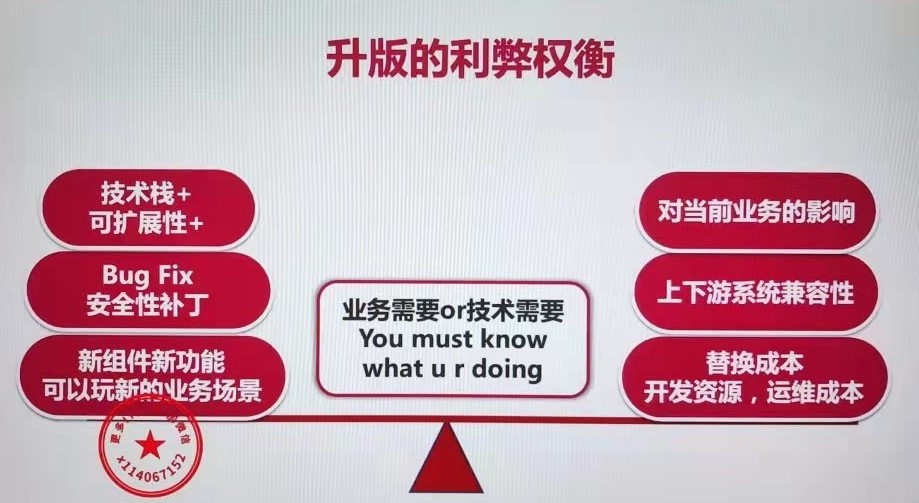 升版的利弊权衡
技术栈+
可扩展性+
Bug Fix
安全性补丁
新组件新功能
可以玩新的业务场景
业务需要or技术需要
You must know
what u r doing
对当前业务的影响
上下游系统兼容性
替换成本
开发资源，运维成本
x114067152